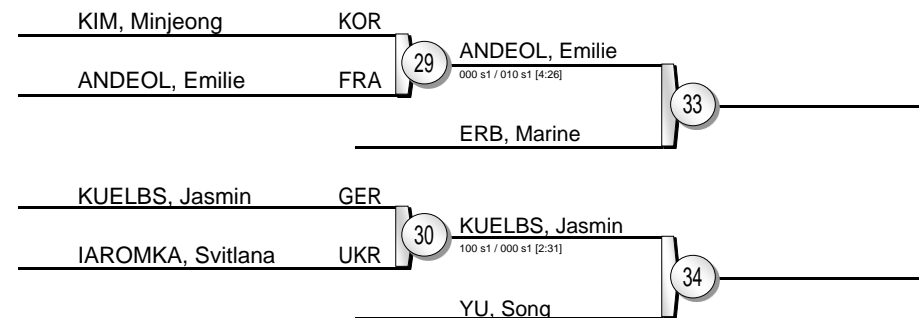 KIM, Minjeong KOR
ANDEOL, Emilie
29
000 s1 / 010 s1 [4:26]
ANDEOL, Emilie FRA
33
ERB, Marine
KUELBS, Jasmin GER
KUELBS, Jasmin
30
100 s1 / 000 s1 [2:31]
IAROMKA, Svitlana UKR
34
YU, Song